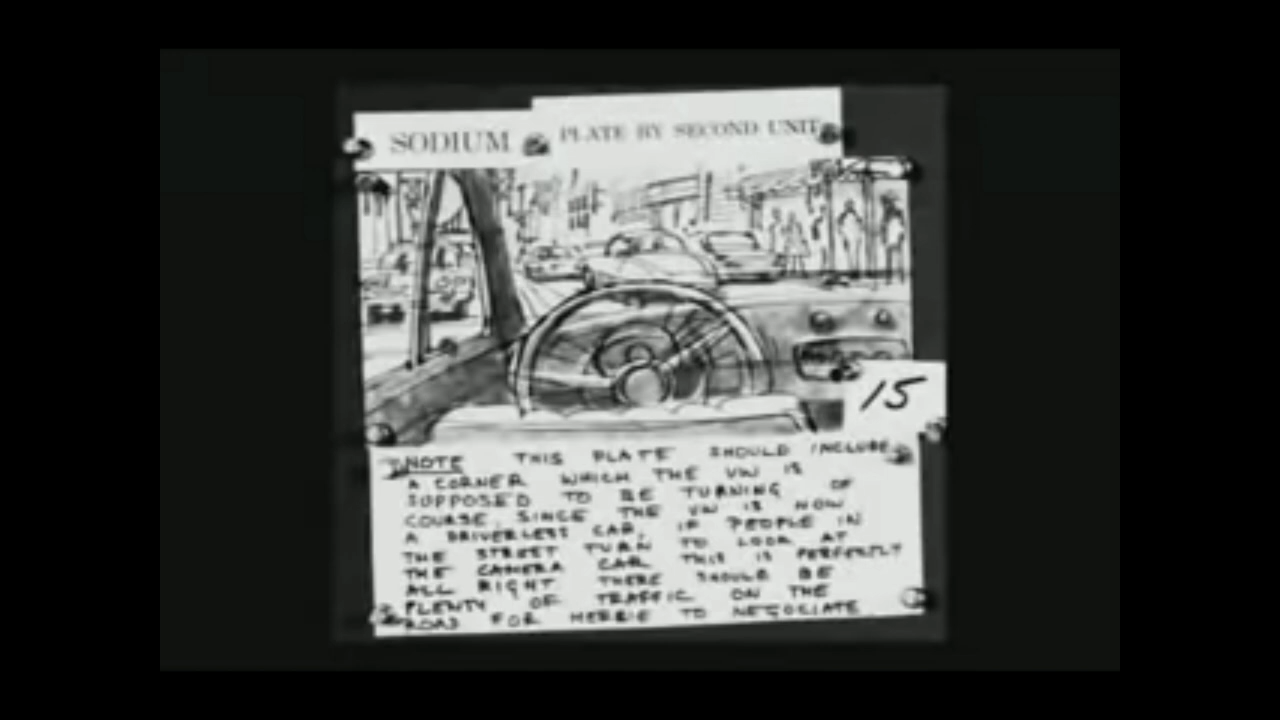 SODIUM
PLATE BY SECOND UNIT
15
NOTE THIS PLATE SHOULD INCLUDE
A CORNER WHICH THE VW IS
SUPPOSED TO BE TURNING OF
COURSE, SINCE THE VW IS NOW
A DRIVERLESS CAR, IF PEOPLE IN
THE STREET TURN TO LOOK AT
THE CAMERA CAR THIS IS PERFECTLY
ALL RIGHT THERE SHOULD BE
PLENTY OF TRAFFIC ON THE
ROAD FOR HERBIE TO NEGOCIATE